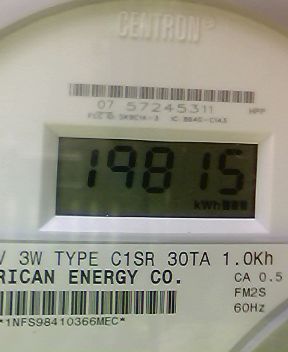 CENTRON®
07 57245311
HPP
19815
kWh
V 3W TYPE C1SR 30TA 1.0Kh
RICAN ENERGY CO.
CA 0.5
FM2S
60Hz
*1NFS98410366MEC*